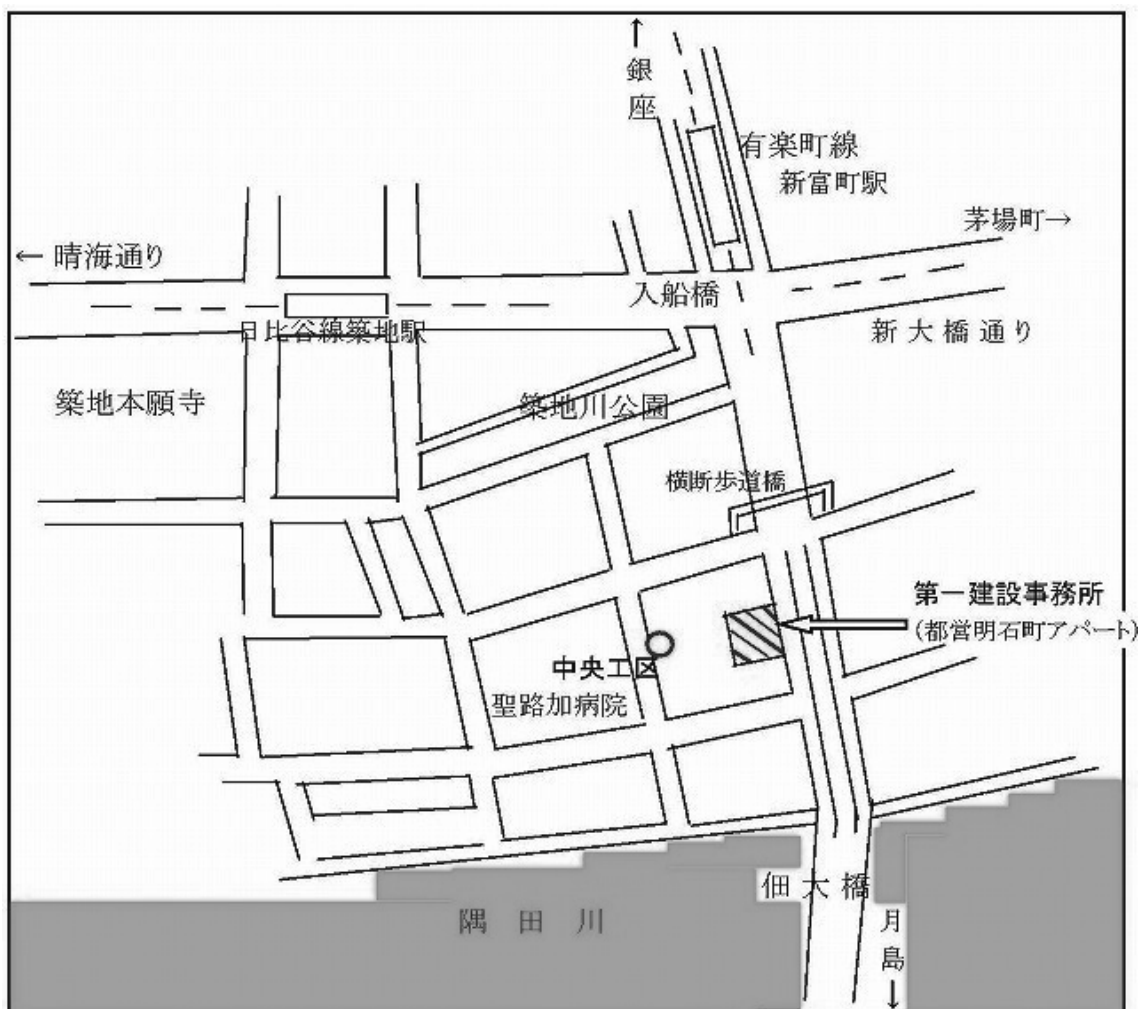 ↑
銀座
有楽町線
新富町駅
茅場町→
← 晴海通り
入船橋
日比谷線築地駅
新大橋通り
築地本願寺
築地川公園
横断歩道橋
第一建設事務所
(都営明石町アパート)
中央工区
聖路加病院
佃大橋
隅田川
月島
↓